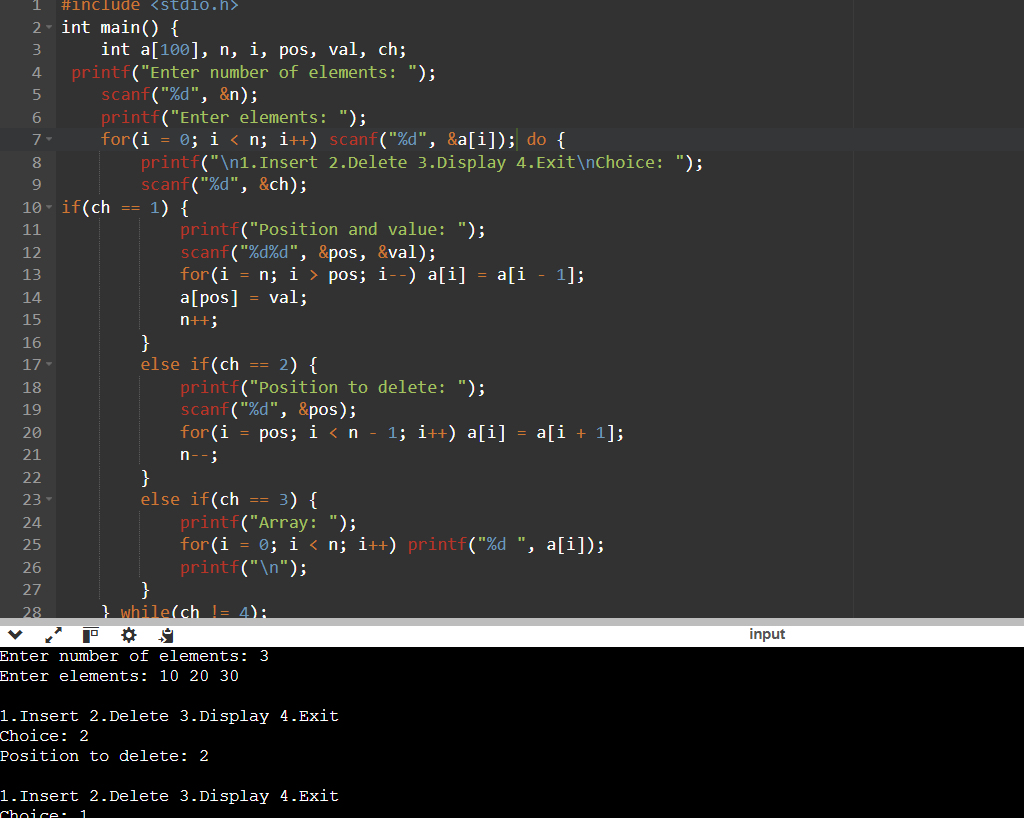 1 #include <stdio.h>
2 int main() {
3 int a[100], n, i, pos, val, ch;
4 printf("Enter number of elements: ");
5 scanf("%d", &n);
6 printf("Enter elements: ");
7 for(i = 0; i < n; i++) scanf("%d", &a[i]); do {
8 printf("\n1.Insert 2.Delete 3.Display 4.Exit\nChoice: ");
9 scanf("%d", &ch);
10 if(ch == 1) {
11 printf("Position and value: ");
12 scanf("%d%d", &pos, &val);
13 for(i = n; i > pos; i--) a[i] = a[i - 1];
14 a[pos] = val;
15 n++;
16 }
17 else if(ch == 2) {
18 printf("Position to delete: ");
19 scanf("%d", &pos);
20 for(i = pos; i < n - 1; i++) a[i] = a[i + 1];
21 n--;
22 }
23 else if(ch == 3) {
24 printf("Array: ");
25 for(i = 0; i < n; i++) printf("%d ", a[i]);
26 printf("\n");
27 }
28 } while(ch != 4);
input
Enter number of elements: 3
Enter elements: 10 20 30
1.Insert 2.Delete 3.Display 4.Exit
Choice: 2
Position to delete: 2
1.Insert 2.Delete 3.Display 4.Exit
Choice: 1